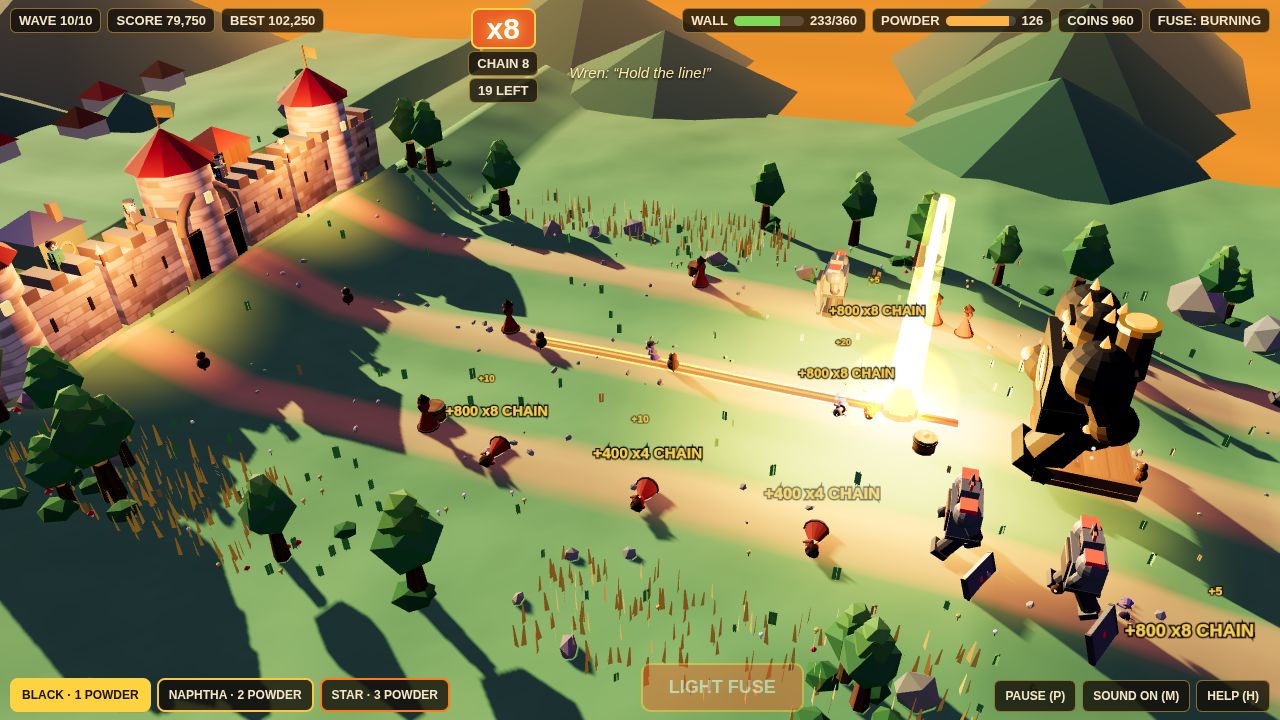 WAVE 10/10
SCORE 79,750
BEST 102,250
x8
CHAIN 8
19 LEFT
Wren: “Hold the line!”
WALL 233/360
POWDER 126
COINS 960
FUSE: BURNING
+5
+800 x8 CHAIN
+20
+800 x8 CHAIN
+10
+800 x8 CHAIN
+10
+400 x4 CHAIN
+400 x4 CHAIN
+5
+800 x8 CHAIN
BLACK · 1 POWDER
NAPHTHA · 2 POWDER
STAR · 3 POWDER
LIGHT FUSE
PAUSE (P)
SOUND ON (M)
HELP (H)